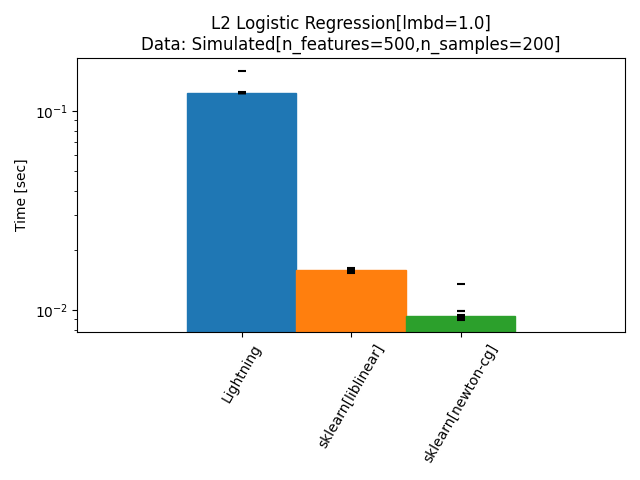 L2 Logistic Regression[lmbd=1.0]
Data: Simulated[n_features=500,n_samples=200]
Time [sec]
10⁻¹
10⁻²
Lightning
sklearn[liblinear]
sklearn[newton-cg]